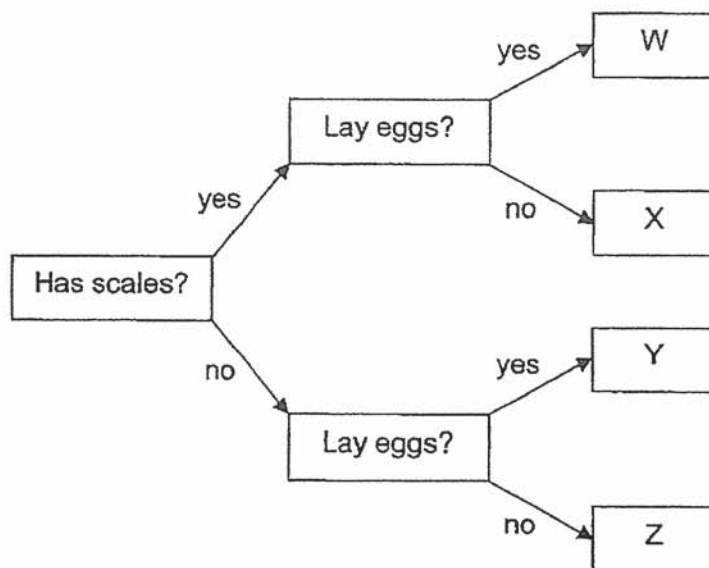 yes
W
Lay eggs?
yes
no
X
Has scales?
no
yes
Y
Lay eggs?
no
Z